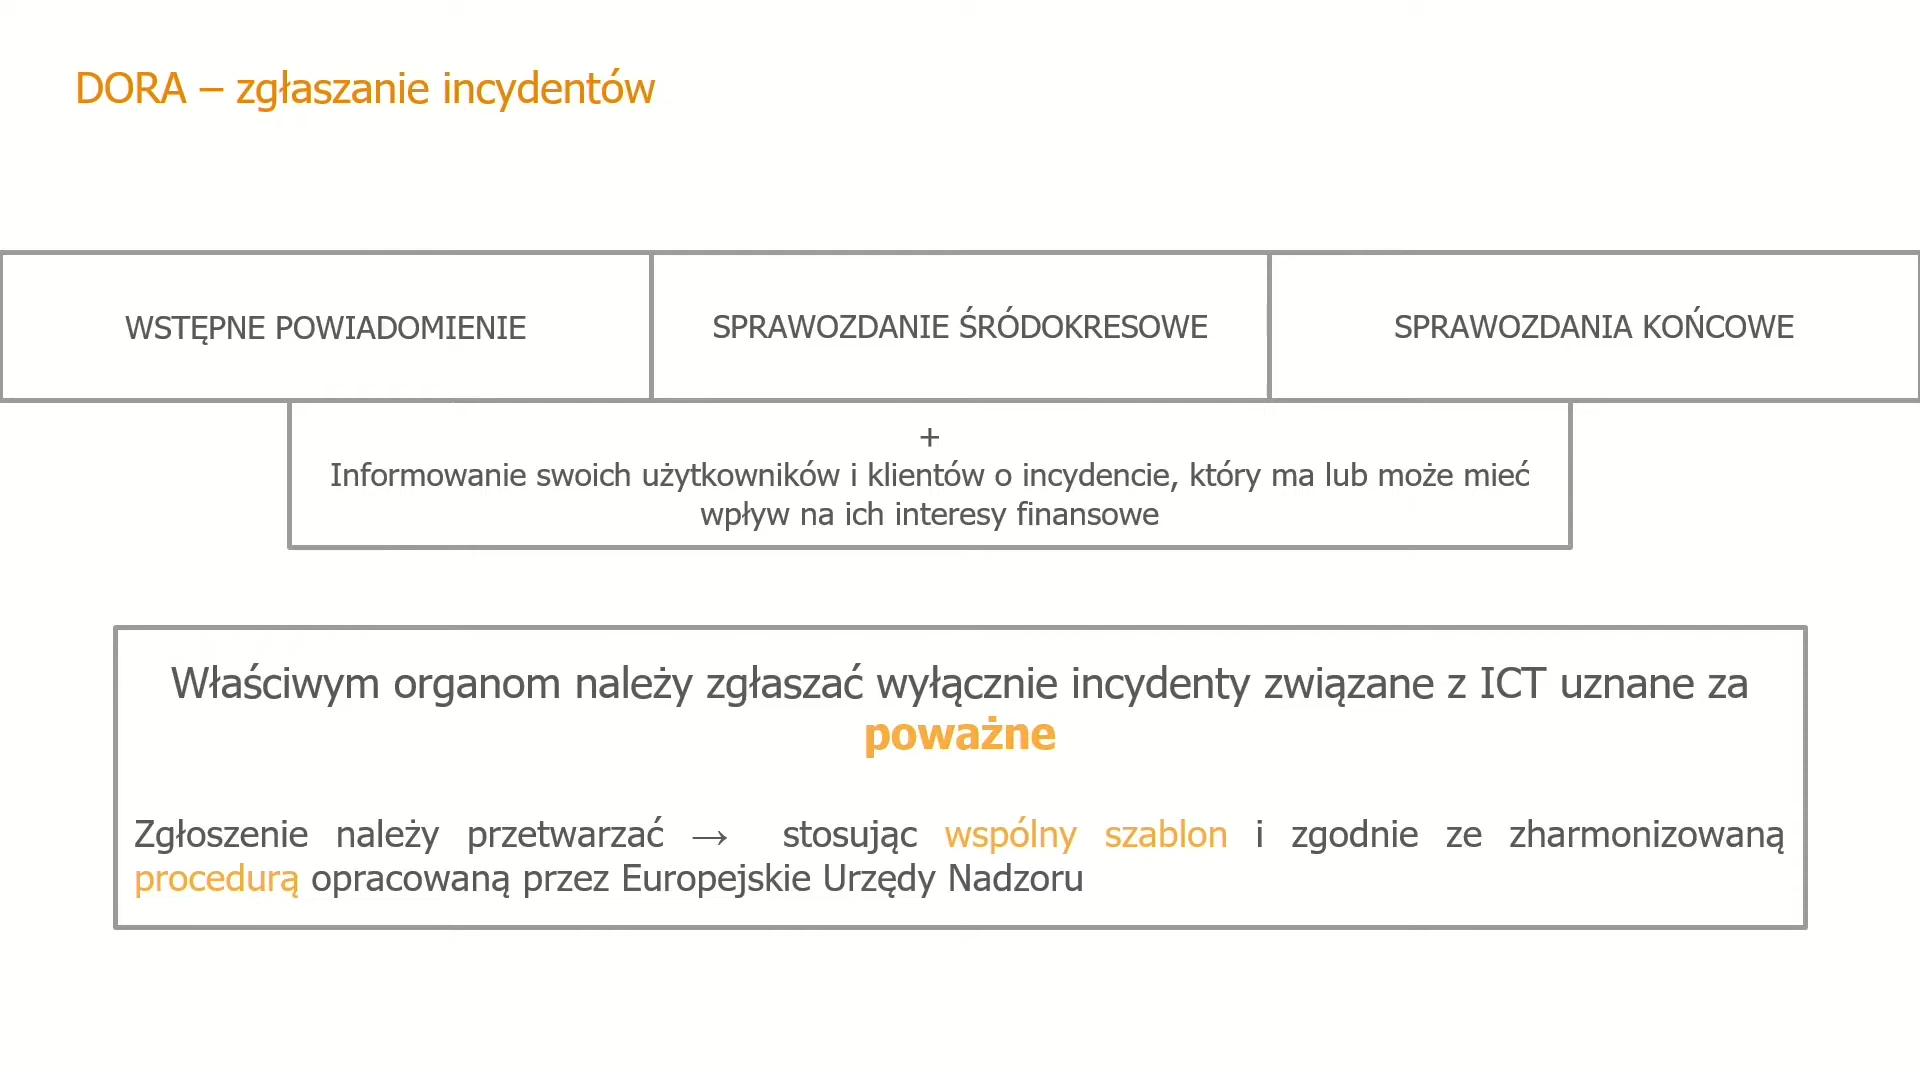 DORA – zgłaszanie incydentów
WSTĘPNE POWIADOMIENIE
SPRAWOZDANIE ŚRÓDOKRESOWE
SPRAWOZDANIA KOŃCOWE
+
Informowanie swoich użytkowników i klientów o incydencie, który ma lub może mieć
wpływ na ich interesy finansowe
Właściwym organom należy zgłaszać wyłącznie incydenty związane z ICT uznane za
poważne
Zgłoszenie należy przetwarzać → stosując wspólny szablon i zgodnie ze zharmonizowaną
procedurą opracowaną przez Europejskie Urzędy Nadzoru